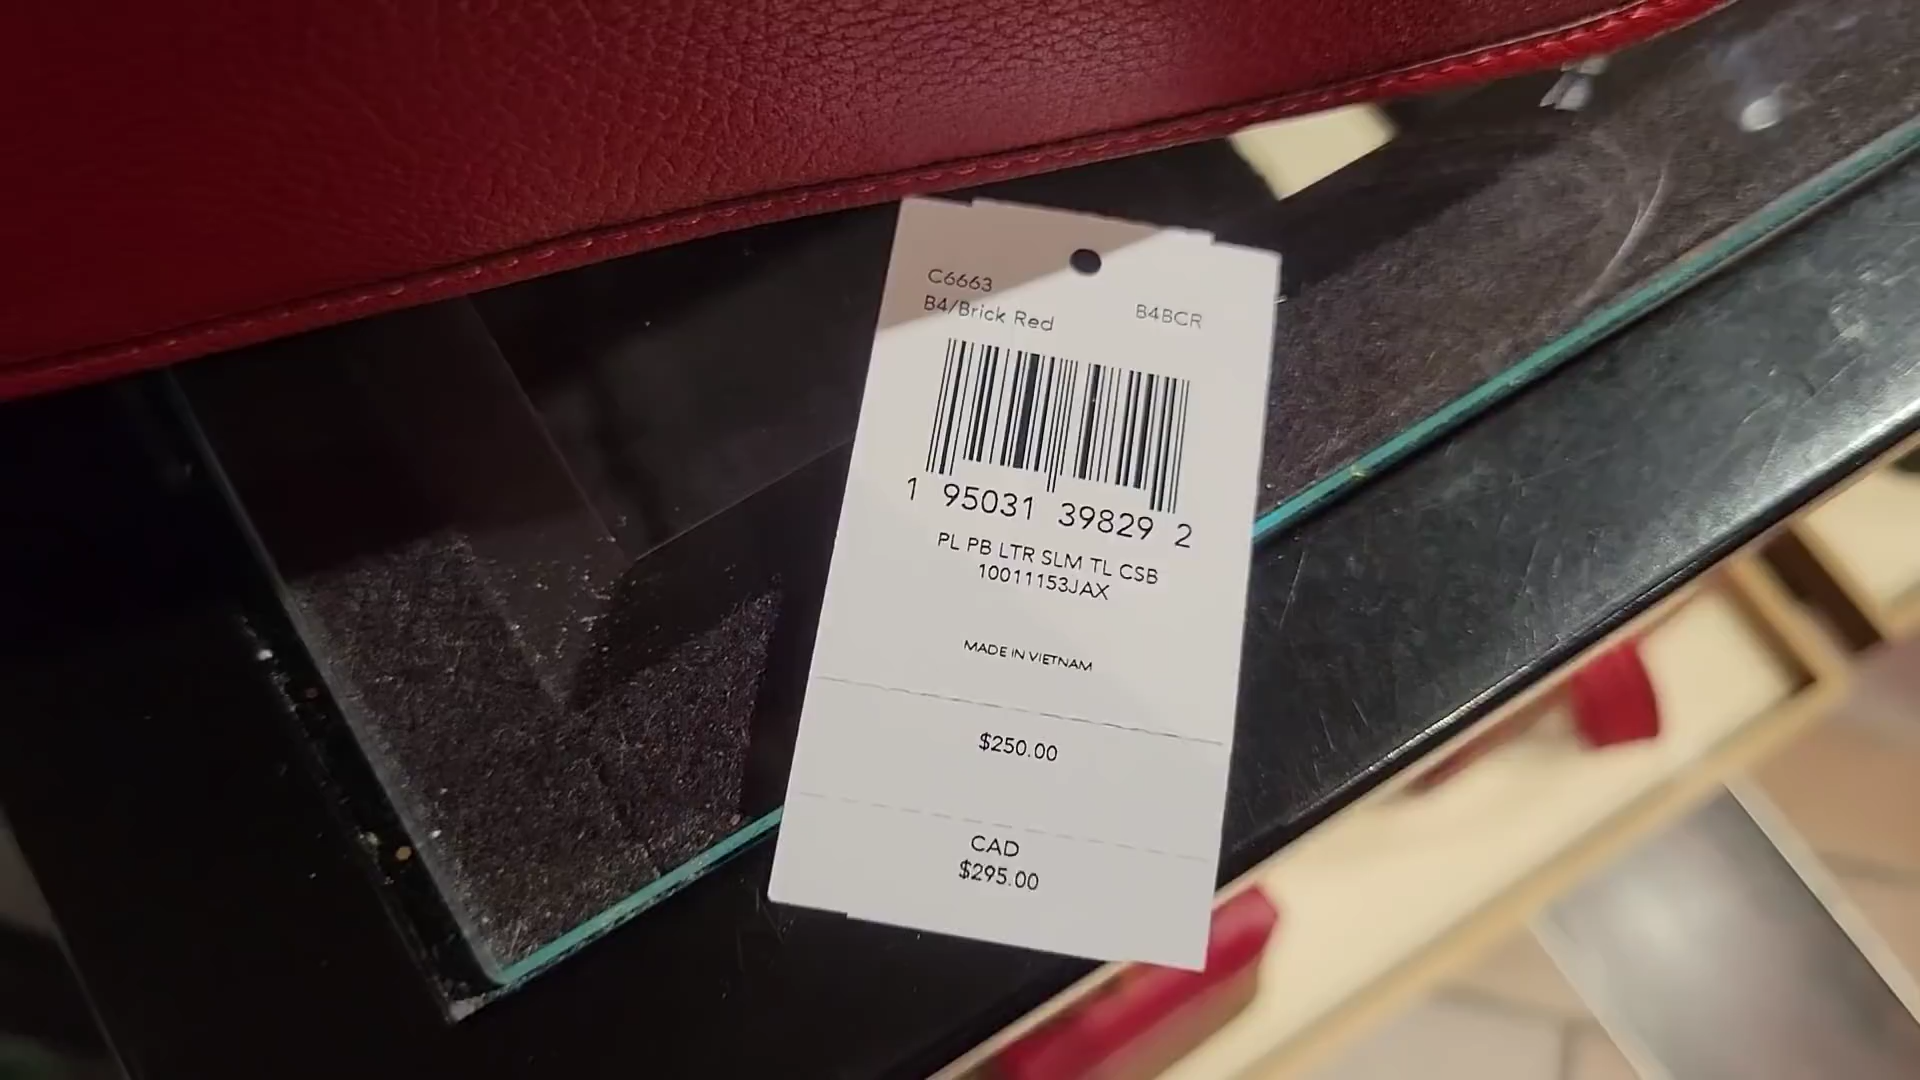 C6663
B4/Brick Red B4BCR
1 95031 39829 2
PL PB LTR SLM TL CSB
10011153JAX
MADE IN VIETNAM
$250.00
CAD
$295.00